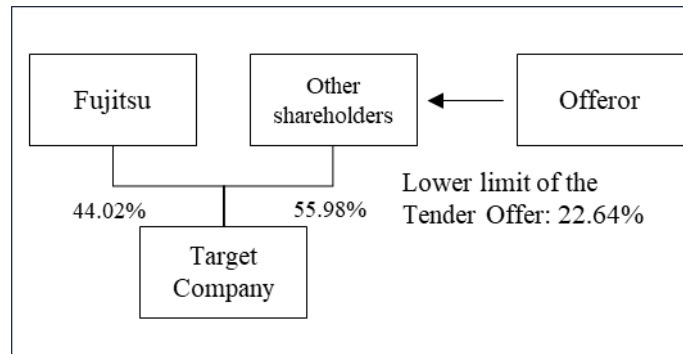 Fujitsu
Other
shareholders
Offeror
44.02%
55.98%
Lower limit of the
Tender Offer: 22.64%
Target
Company